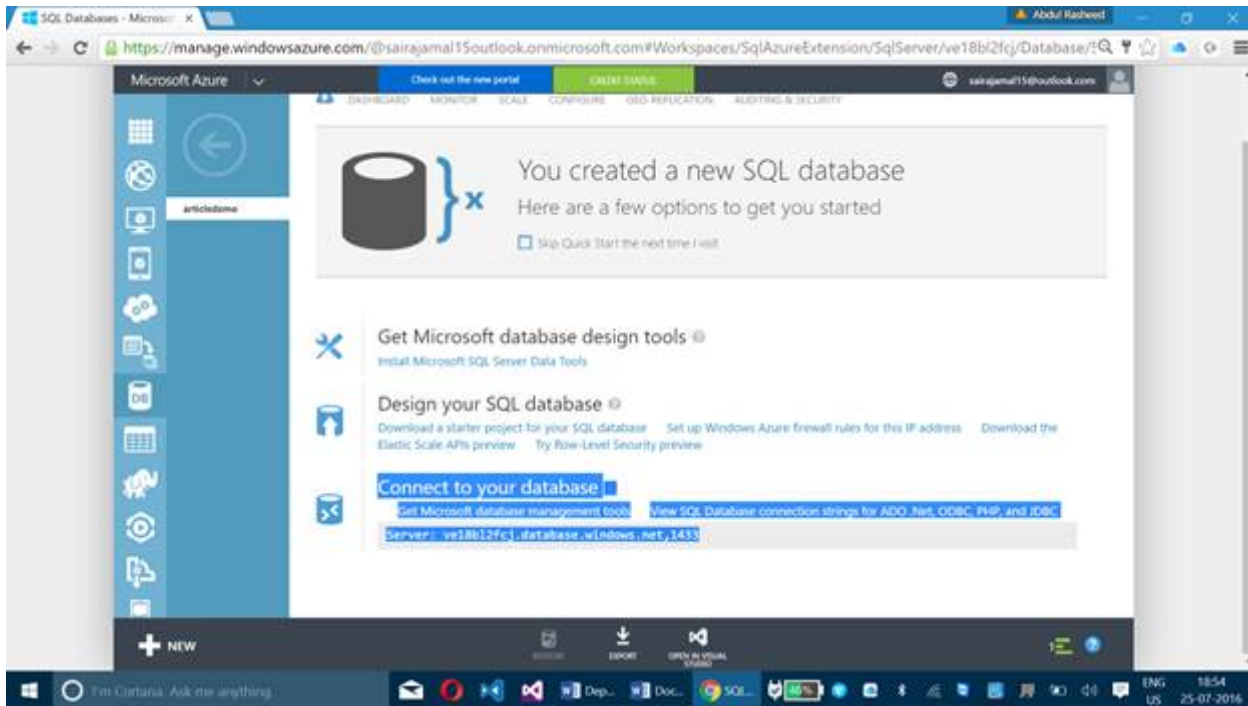 SQL Databases - Microso
Abdul Rasheed
https://manage.windowsazure.com/@sairajamal15outlook.onmicrosoft.com#Workspaces/SqlAzureExtension/SqlServer/ve18bl2fcj/Database/
Microsoft Azure
Check out the new portal
CREDIT STATUS
sairajamal15@outlook.com
DASHBOARD MONITOR SCALE CONFIGURE GEO-REPLICATION AUDITING & SECURITY
articledemo
You created a new SQL database
Here are a few options to get you started
Skip Quick Start the next time I visit
Get Microsoft database design tools
Install Microsoft SQL Server Data Tools
Design your SQL database
Download a starter project for your SQL database Set up Windows Azure firewall rules for this IP address Download the
Elastic Scale APIs preview Try Row-Level Security preview
Connect to your database
Get Microsoft database management tools View SQL Database connection strings for ADO .Net, ODBC, PHP, and JDBC
Server: ve18bl2fcj.database.windows.net,1433
DB
NEW
EXPORT
OPEN IN VISUAL
STUDIO
I'm Cortana. Ask me anything.
Dep...
Doc...
SQL...
46%
ENG
US
18:54
25-07-2016